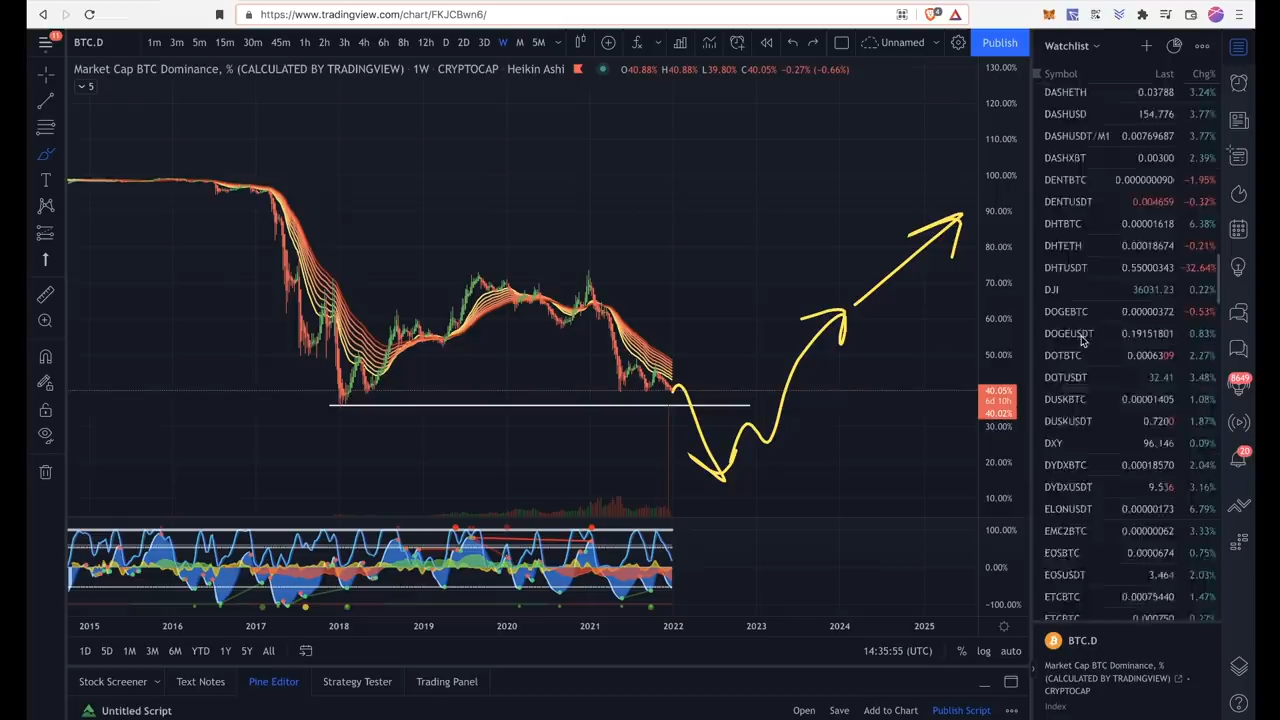 https://www.tradingview.com/chart/FKJCBwn6/
11
BTC.D
1m 3m 5m 15m 30m 45m 1h 2h 3h 4h 6h 8h 12h D 2D 3D W M 5M
Unnamed
Publish
Watchlist
Market Cap BTC Dominance, % (CALCULATED BY TRADINGVIEW) · 1W · CRYPTOCAP Heikin Ashi O40.88% H40.88% L39.80% C40.05% −0.27% (−0.66%)
5
130.00%
120.00%
110.00%
100.00%
90.00%
80.00%
70.00%
60.00%
50.00%
40.05%
6d 10h
40.02%
30.00%
20.00%
10.00%
100.00%
0.00%
−100.00%
2015 2016 2017 2018 2019 2020 2021 2022 2023 2024 2025
1D 5D 1M 3M 6M YTD 1Y 5Y All
14:35:55 (UTC) % log auto
Stock Screener Text Notes Pine Editor Strategy Tester Trading Panel
Untitled Script
Open Save Add to Chart Publish Script
Symbol Last Chg%
DASHETH 0.03788 3.24%
DASHUSD 154.776 3.77%
DASHUSDT/M1 0.00769687 3.77%
DASHXBT 0.00300 2.39%
DENTBTC 0.000000090 −1.95%
DENTUSDT 0.004659 −0.32%
DHTBTC 0.00001618 6.38%
DHTETH 0.00018674 −0.21%
DHTUSDT 0.55000343 −32.64%
DJI 36031.23 0.22%
DOGEBTC 0.00000372 −0.53%
DOGEUSDT 0.19151801 0.83%
DOTBTC 0.0006309 2.27%
DOTUSDT 32.41 3.48%
DUSKBTC 0.00001405 1.08%
DUSKUSDT 0.7200 1.87%
DXY 96.146 0.09%
DYDXBTC 0.00018570 2.04%
DYDXUSDT 9.536 3.16%
ELONUSDT 0.00000173 6.79%
EMC2BTC 0.00000062 3.33%
EOSBTC 0.0000674 0.75%
EOSUSDT 3.464 2.03%
ETCBTC 0.00075440 1.47%
BTC.D
Market Cap BTC Dominance, %
(CALCULATED BY TRADINGVIEW)
CRYPTOCAP
Index
8649
20